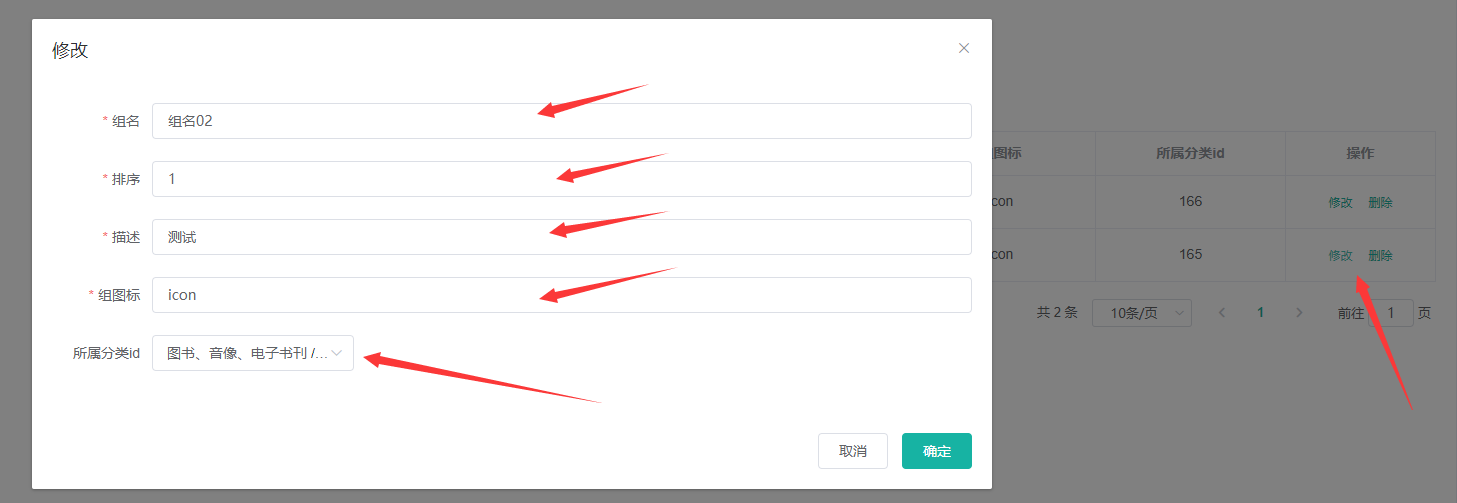 修改
* 组名 组名02
* 排序 1
* 描述 测试
* 组图标 icon
所属分类id 图书、音像、电子书刊 /...
取消 确定
图标 所属分类id 操作
con 166 修改 删除
con 165 修改 删除
共 2 条 10条/页 1 前往 1 页